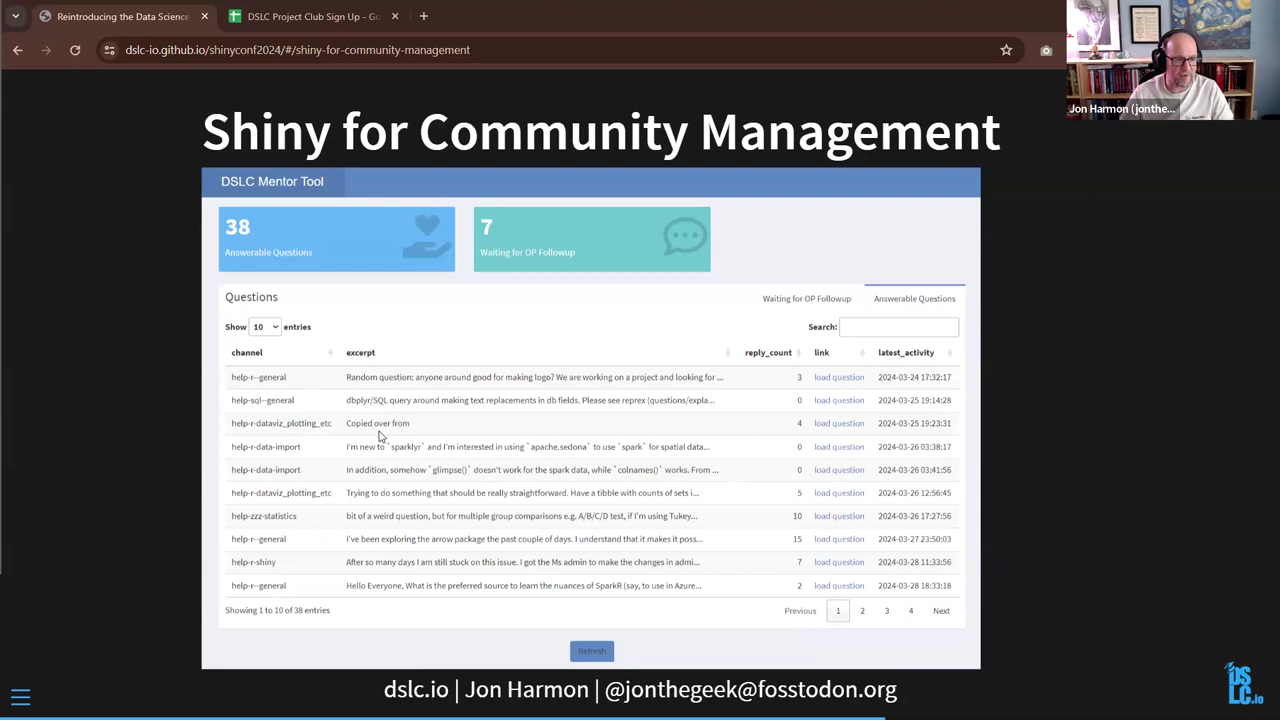 Reintroducing the Data Science
DSLC Project Club Sign Up - Go
dslc-io.github.io/shinyconf2024/#/shiny-for-community-management
Jon Harmon (jonthe...
Shiny for Community Management
DSLC Mentor Tool
38
Answerable Questions
7
Waiting for OP Followup
Questions
Waiting for OP Followup
Answerable Questions
Show 10 entries
Search:
channel excerpt reply_count link latest_activity
help-r--general Random question: anyone around good for making logo? We are working on a project and looking for ... 3 load question 2024-03-24 17:32:17
help-sql--general dbplyr/SQL query around making text replacements in db fields. Please see reprex (questions/expla... 0 load question 2024-03-25 19:14:28
help-r-dataviz_plotting_etc Copied over from 4 load question 2024-03-25 19:23:31
help-r-data-import I'm new to `sparklyr` and I'm interested in using `apache.sedona` to use `spark` for spatial data... 0 load question 2024-03-26 03:38:17
help-r-data-import In addition, somehow `glimpse()` doesn't work for the spark data, while `colnames()` works. From ... 0 load question 2024-03-26 03:41:56
help-r-dataviz_plotting_etc Trying to do something that should be really straightforward. Have a tibble with counts of sets i... 5 load question 2024-03-26 12:56:45
help-zzz-statistics bit of a weird question, but for multiple group comparisons e.g. A/B/C/D test, if I'm using Tukey... 10 load question 2024-03-26 17:27:56
help-r--general I've been exploring the arrow package the past couple of days. I understand that it makes it poss... 15 load question 2024-03-27 23:50:03
help-r-shiny After so many days I am still stuck on this issue. I got the Ms admin to make the changes in admi... 7 load question 2024-03-28 11:33:56
help-r--general Hello Everyone, What is the preferred source to learn the nuances of SparkR (say, to use in Azure... 2 load question 2024-03-28 18:33:18
Showing 1 to 10 of 38 entries
Previous 1 2 3 4 Next
Refresh
dslc.io | Jon Harmon | @jonthegeek@fosstodon.org
DS
LC.io